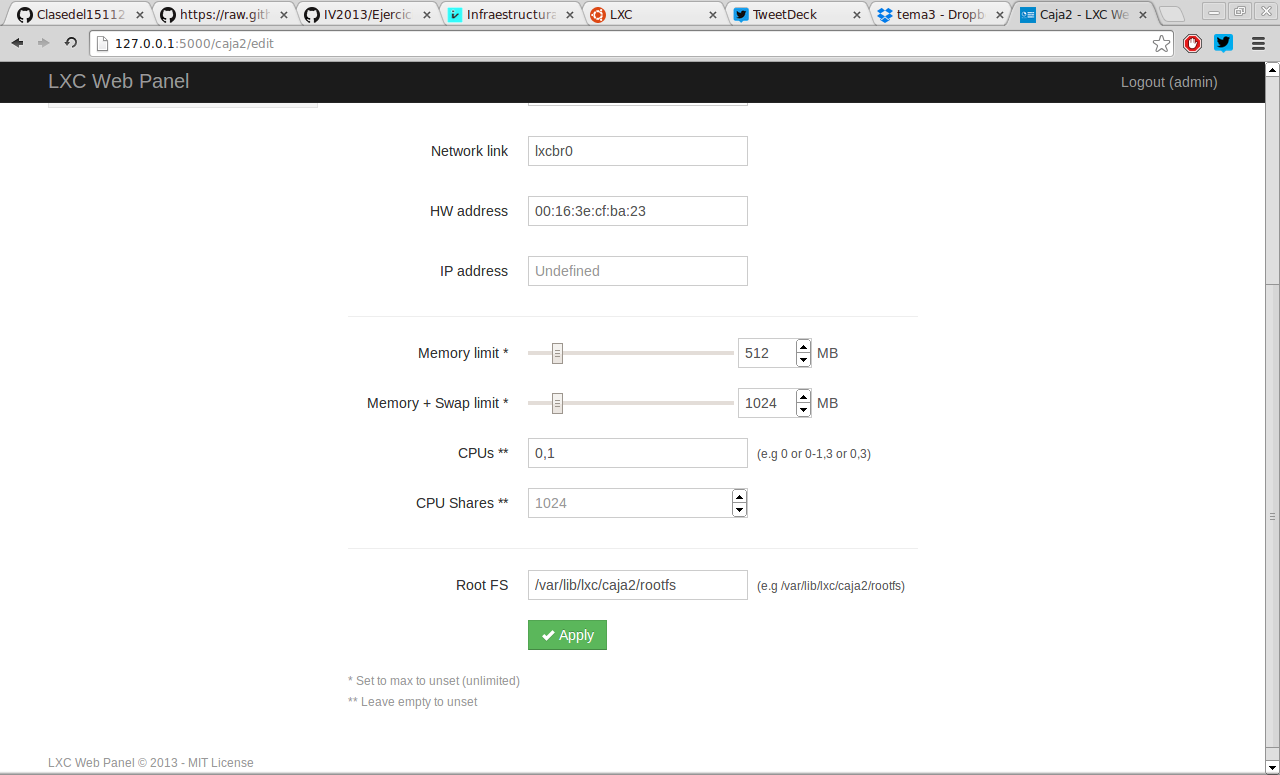 Clasedel15112
https://raw.gith
IV2013/Ejercic
Infraestructura
LXC
TweetDeck
tema3 - Dropb
Caja2 - LXC We
127.0.0.1:5000/caja2/edit
LXC Web Panel Logout (admin)
Network link lxcbr0
HW address 00:16:3e:cf:ba:23
IP address Undefined
Memory limit * 512 MB
Memory + Swap limit * 1024 MB
CPUs ** 0,1 (e.g 0 or 0-1,3 or 0,3)
CPU Shares ** 1024
Root FS /var/lib/lxc/caja2/rootfs (e.g /var/lib/lxc/caja2/rootfs)
Apply
* Set to max to unset (unlimited)
** Leave empty to unset
LXC Web Panel © 2013 - MIT License